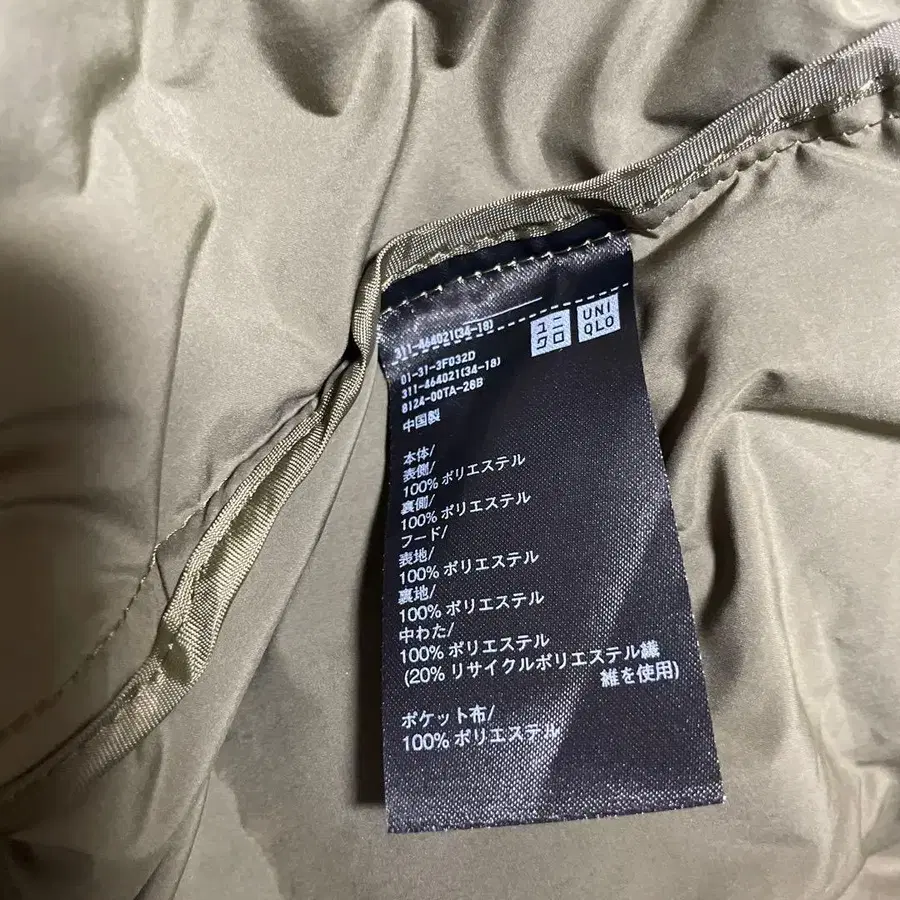 ユニ
クロ
UNI
QLO
311-464021(34-18)
01-31-3F032D
311-464021(34-18)
8124-00TA-26B
中国製
本体/
表側/
100% ポリエステル
裏側/
100% ポリエステル
フード/
表地/
100% ポリエステル
裏地/
100% ポリエステル
中わた/
100% ポリエステル
(20% リサイクルポリエステル繊
維を使用)
ポケット布/
100% ポリエステル